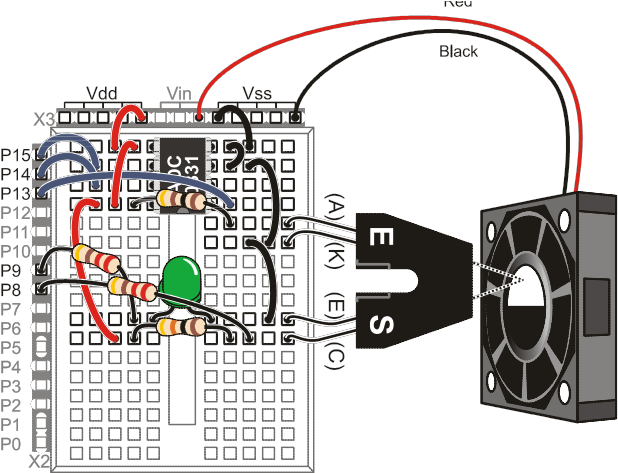 Red
Black
Vdd
Vin
Vss
X3
P15
P14
P13
P12
P11
P10
P9
P8
P7
P6
P5
P4
P3
P2
P1
P0
X2
(A)
(K)
(E)
(C)
E
S